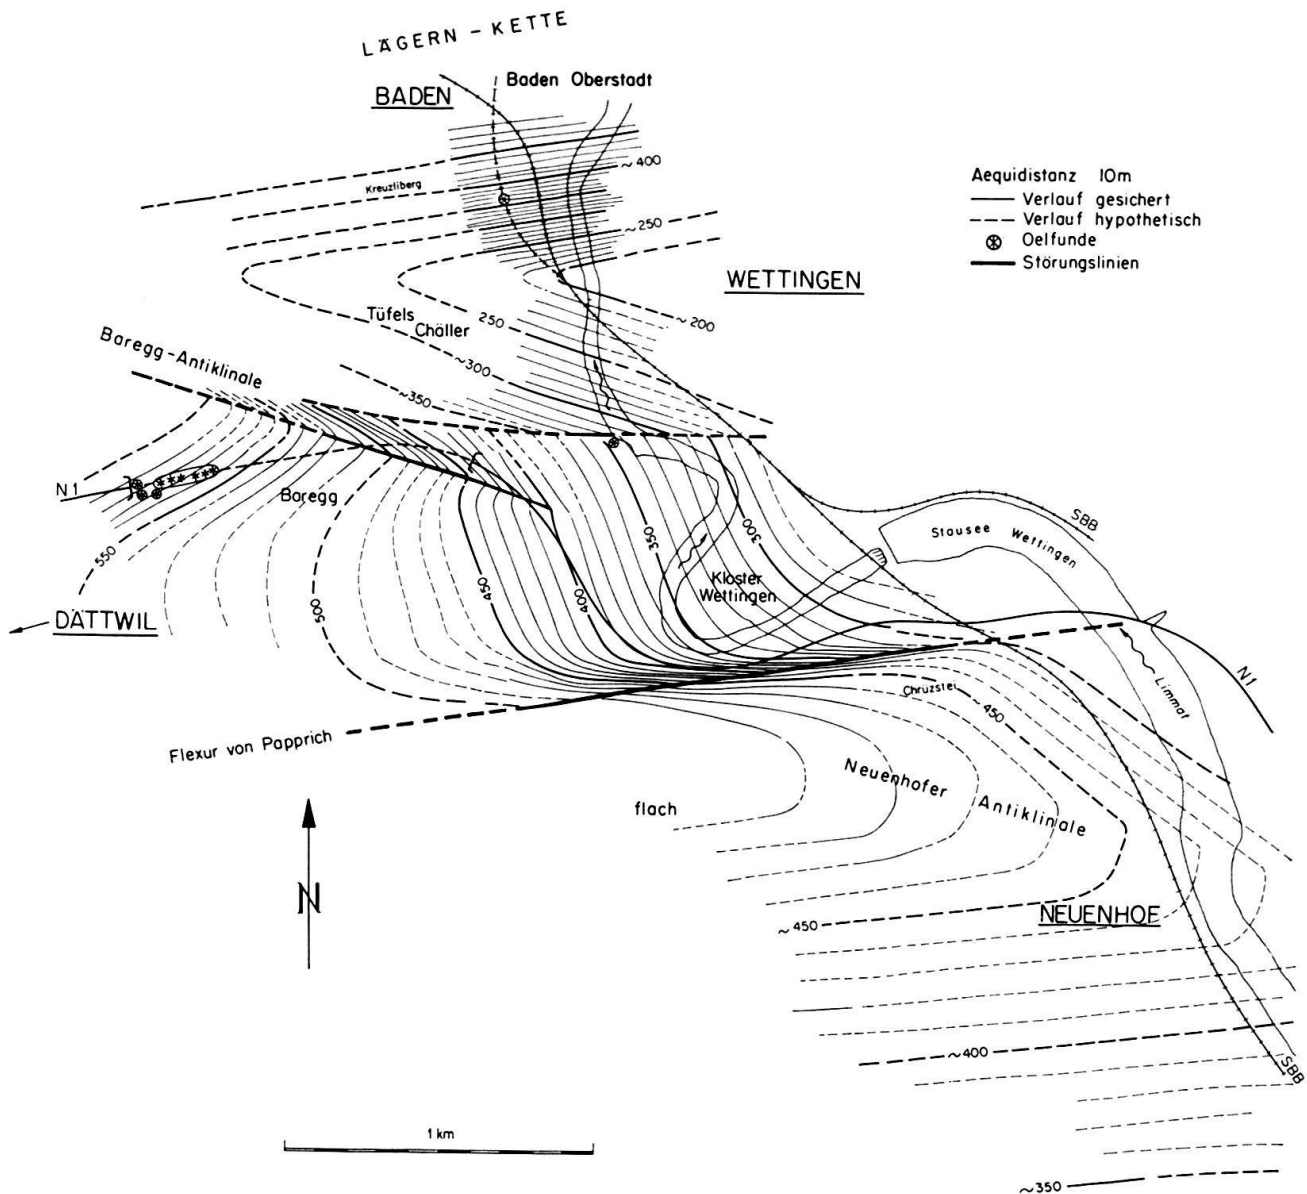 LÄGERN - KETTE
BADEN
Baden Oberstadt
~400
Kreuzliberg
~250
Aequidistanz 10m
Verlauf gesichert
Verlauf hypothetisch
Oelfunde
Störungslinien
WETTINGEN
Tüfels Chäller
250
~200
~300
~350
Baregg-Antiklinale
N1
Baregg
550
500
450
400
350
300
Kloster
Wettingen
Stausee Wettingen
SBB
DÄTTWIL
N1
Limmat
Chrüzstei
450
Flexur von Papprich
Neuenhofer Antiklinale
flach
N
~450
NEUENHOF
~400
SBB
1 km
~350